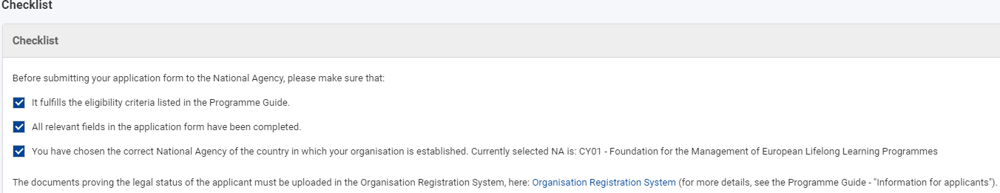 Checklist
Checklist
Before submitting your application form to the National Agency, please make sure that:
It fulfills the eligibility criteria listed in the Programme Guide.
All relevant fields in the application form have been completed.
You have chosen the correct National Agency of the country in which your organisation is established. Currently selected NA is: CY01 - Foundation for the Management of European Lifelong Learning Programmes
The documents proving the legal status of the applicant must be uploaded in the Organisation Registration System, here: Organisation Registration System (for more details, see the Programme Guide - "Information for applicants").